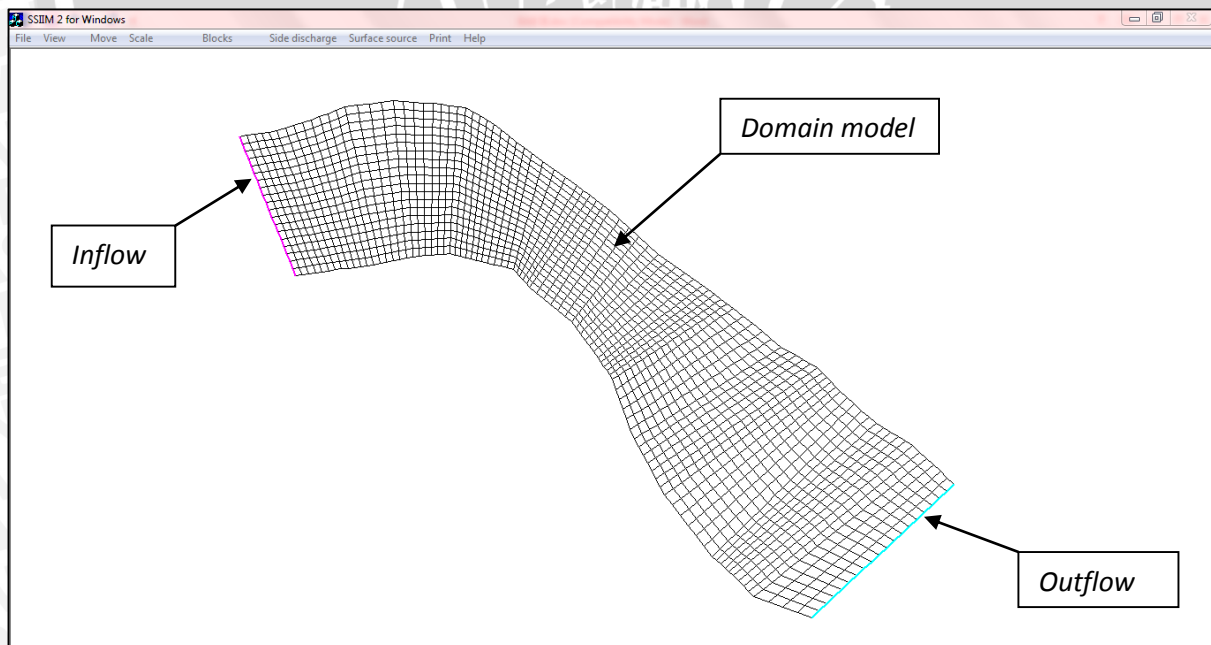 SSIIM 2 for Windows
File View Move Scale Blocks Side discharge Surface source Print Help
Domain model
Inflow
Outflow